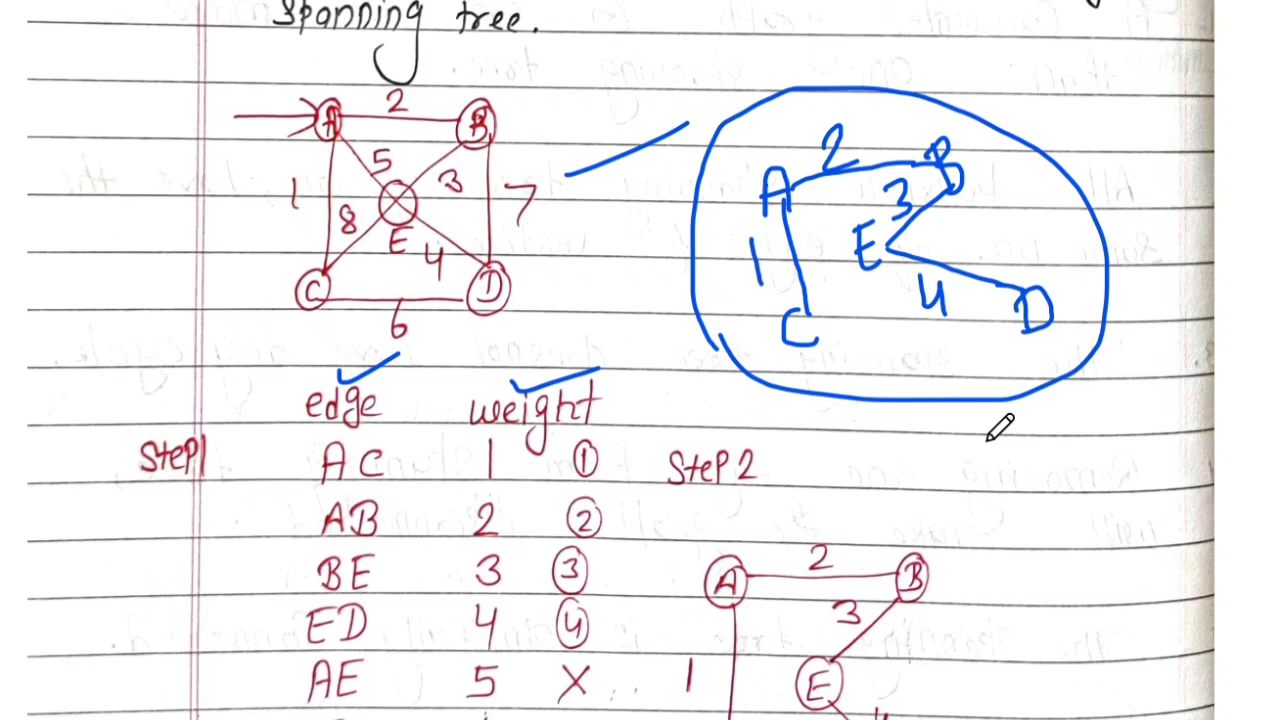 spanning tree.
A 2 B
5
3
1 8 7
E 4
C D
6
A 2 B
3
1 E
4
C D
edge weight
Step1 AC 1 ① Step 2
AB 2 ②
BE 3 ③
ED 4 ④
AE 5 X
A 2 B
3
1 E